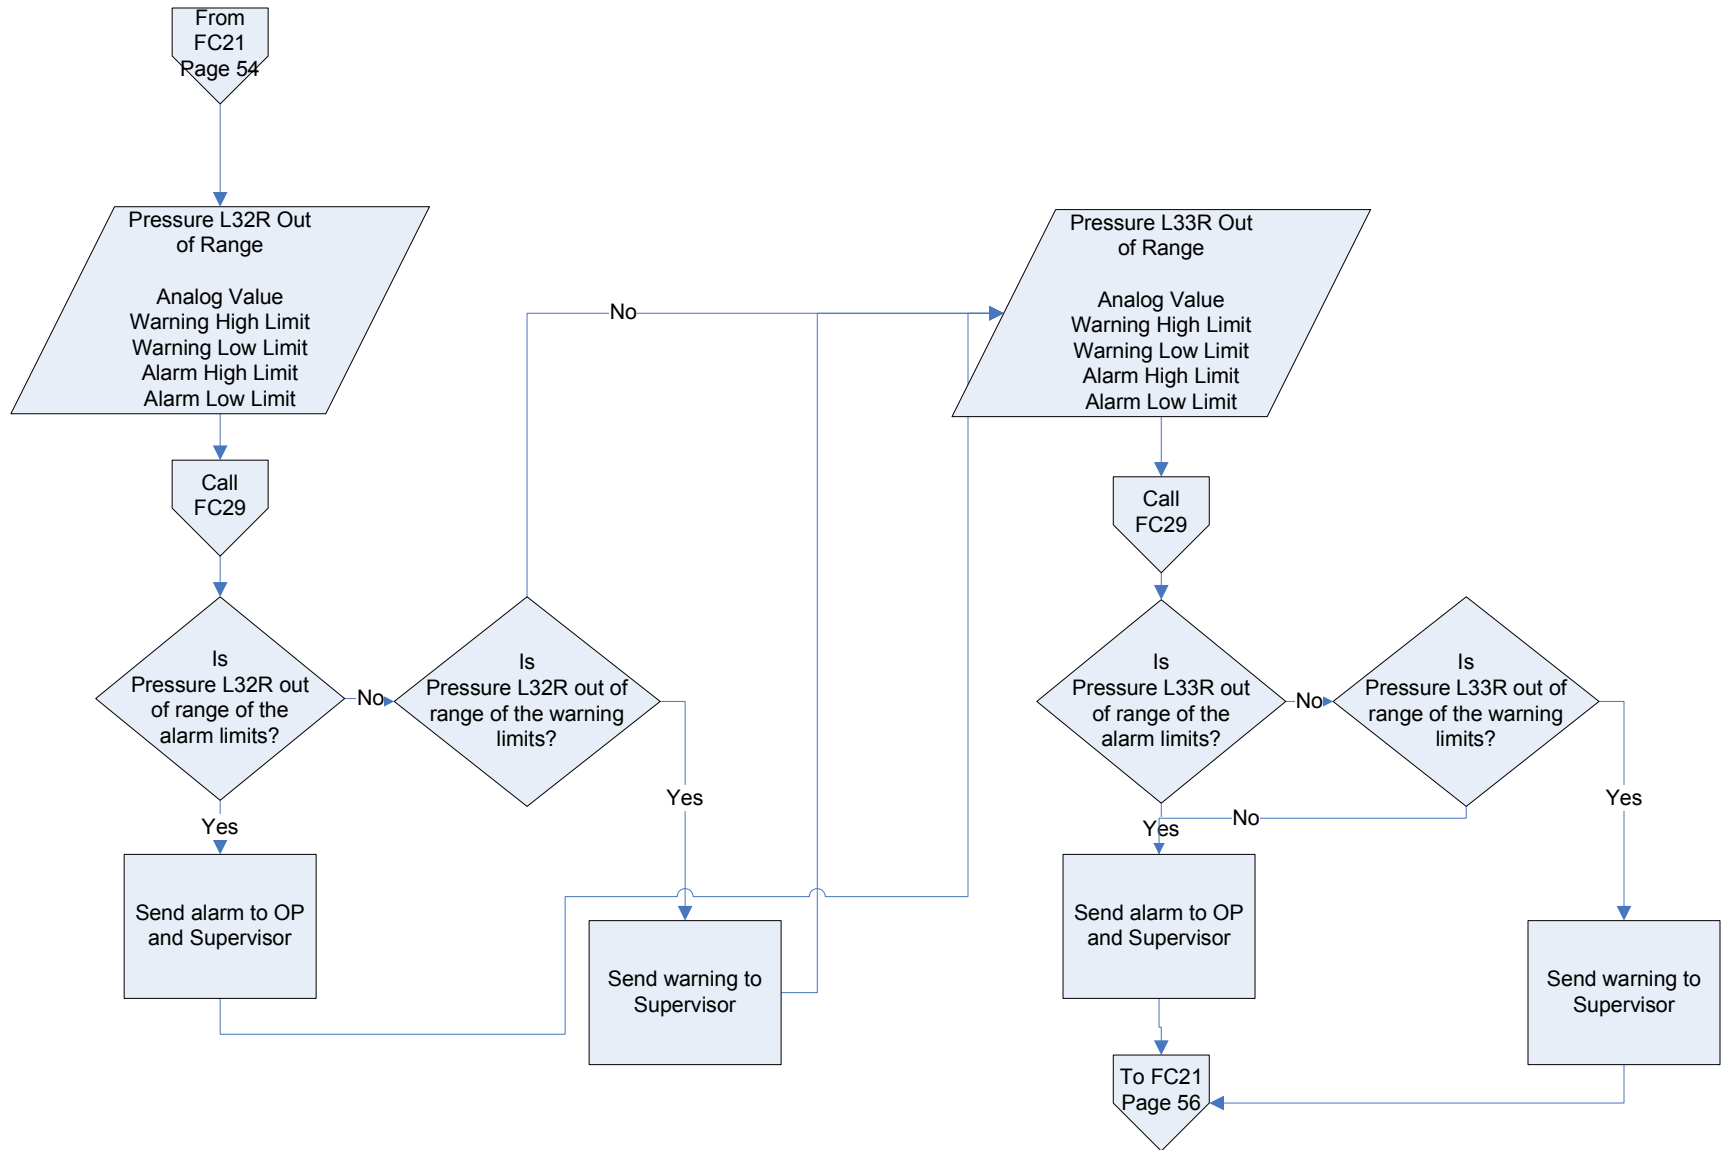 From
FC21
Page 54
Pressure L32R Out
of Range
Analog Value
Warning High Limit
Warning Low Limit
Alarm High Limit
Alarm Low Limit
Call
FC29
Is
Pressure L32R out
of range of the
alarm limits?
No
Is
Pressure L32R out of
range of the warning
limits?
No
Yes
Yes
Send alarm to OP
and Supervisor
Send warning to
Supervisor
Pressure L33R Out
of Range
Analog Value
Warning High Limit
Warning Low Limit
Alarm High Limit
Alarm Low Limit
Call
FC29
Is
Pressure L33R out
of range of the
alarm limits?
No
Is
Pressure L33R out of
range of the warning
limits?
Yes
No
Yes
Send alarm to OP
and Supervisor
Send warning to
Supervisor
To FC21
Page 56